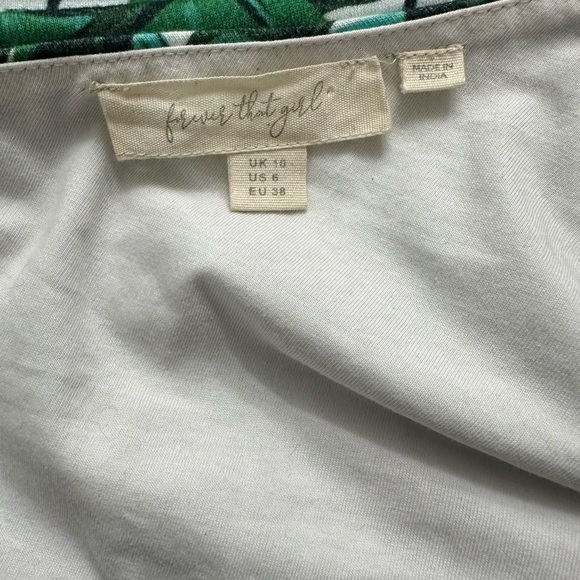 forever that girl®
MADE IN
INDIA
UK 10
US 6
EU 38